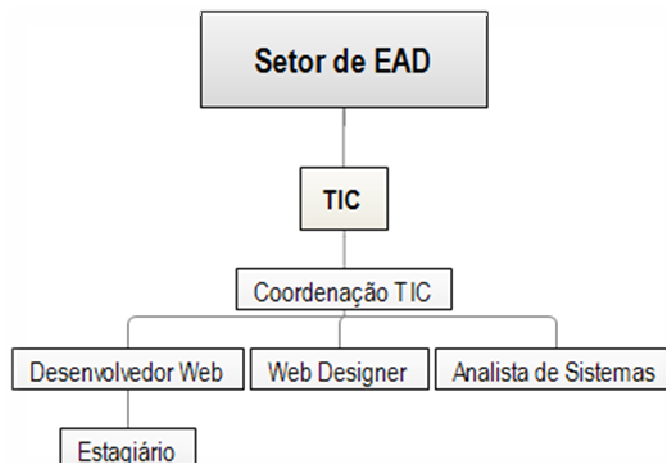 Setor de EAD
TIC
Coordenação TIC
Desenvolvedor Web
Web Designer
Analista de Sistemas
Estagiário